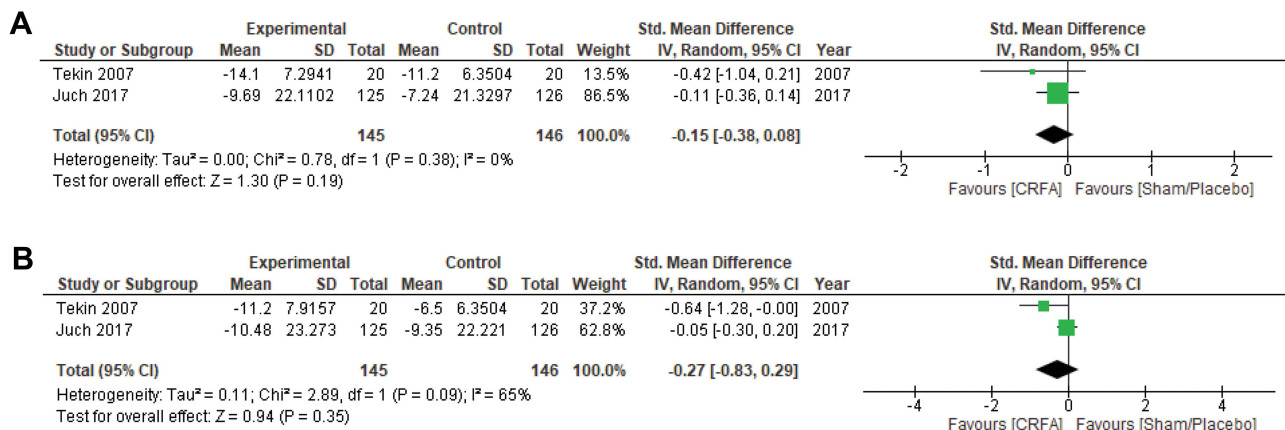 A
Experimental Control Std. Mean Difference Std. Mean Difference
Study or Subgroup Mean SD Total Mean SD Total Weight IV, Random, 95% CI Year IV, Random, 95% CI
Tekin 2007 -14.1 7.2941 20 -11.2 6.3504 20 13.5% -0.42 [-1.04, 0.21] 2007
Juch 2017 -9.69 22.1102 125 -7.24 21.3297 126 86.5% -0.11 [-0.36, 0.14] 2017
Total (95% CI) 145 146 100.0% -0.15 [-0.38, 0.08]
Heterogeneity: Tau² = 0.00; Chi² = 0.78, df = 1 (P = 0.38); I² = 0%
Test for overall effect: Z = 1.30 (P = 0.19)
-2 -1 0 1 2
Favours [CRFA] Favours [Sham/Placebo]
B
Experimental Control Std. Mean Difference Std. Mean Difference
Study or Subgroup Mean SD Total Mean SD Total Weight IV, Random, 95% CI Year IV, Random, 95% CI
Tekin 2007 -11.2 7.9157 20 -6.5 6.3504 20 37.2% -0.64 [-1.28, -0.00] 2007
Juch 2017 -10.48 23.273 125 -9.35 22.221 126 62.8% -0.05 [-0.30, 0.20] 2017
Total (95% CI) 145 146 100.0% -0.27 [-0.83, 0.29]
Heterogeneity: Tau² = 0.11; Chi² = 2.89, df = 1 (P = 0.09); I² = 65%
Test for overall effect: Z = 0.94 (P = 0.35)
-4 -2 0 2 4
Favours [CRFA] Favours [Sham/Placebo]